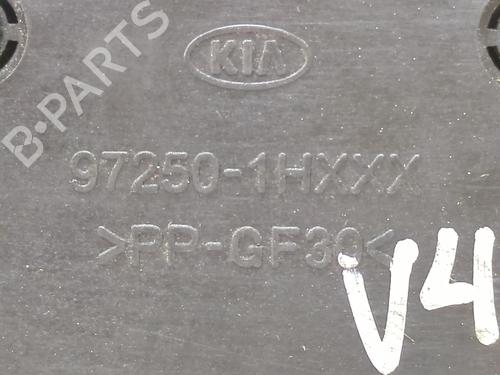 B-PARTS
KIA
97250-1HXXX
>PP-GF30<
V4